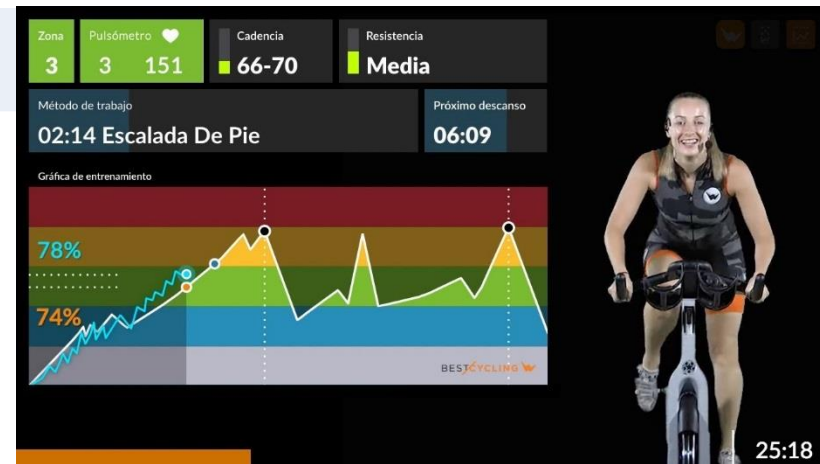 Zona
3
Pulsómetro
3 151
Cadencia
66-70
Resistencia
Media
Método de trabajo
02:14 Escalada De Pie
Próximo descanso
06:09
Gráfica de entrenamiento
78%
74%
BESTCYCLING
25:18